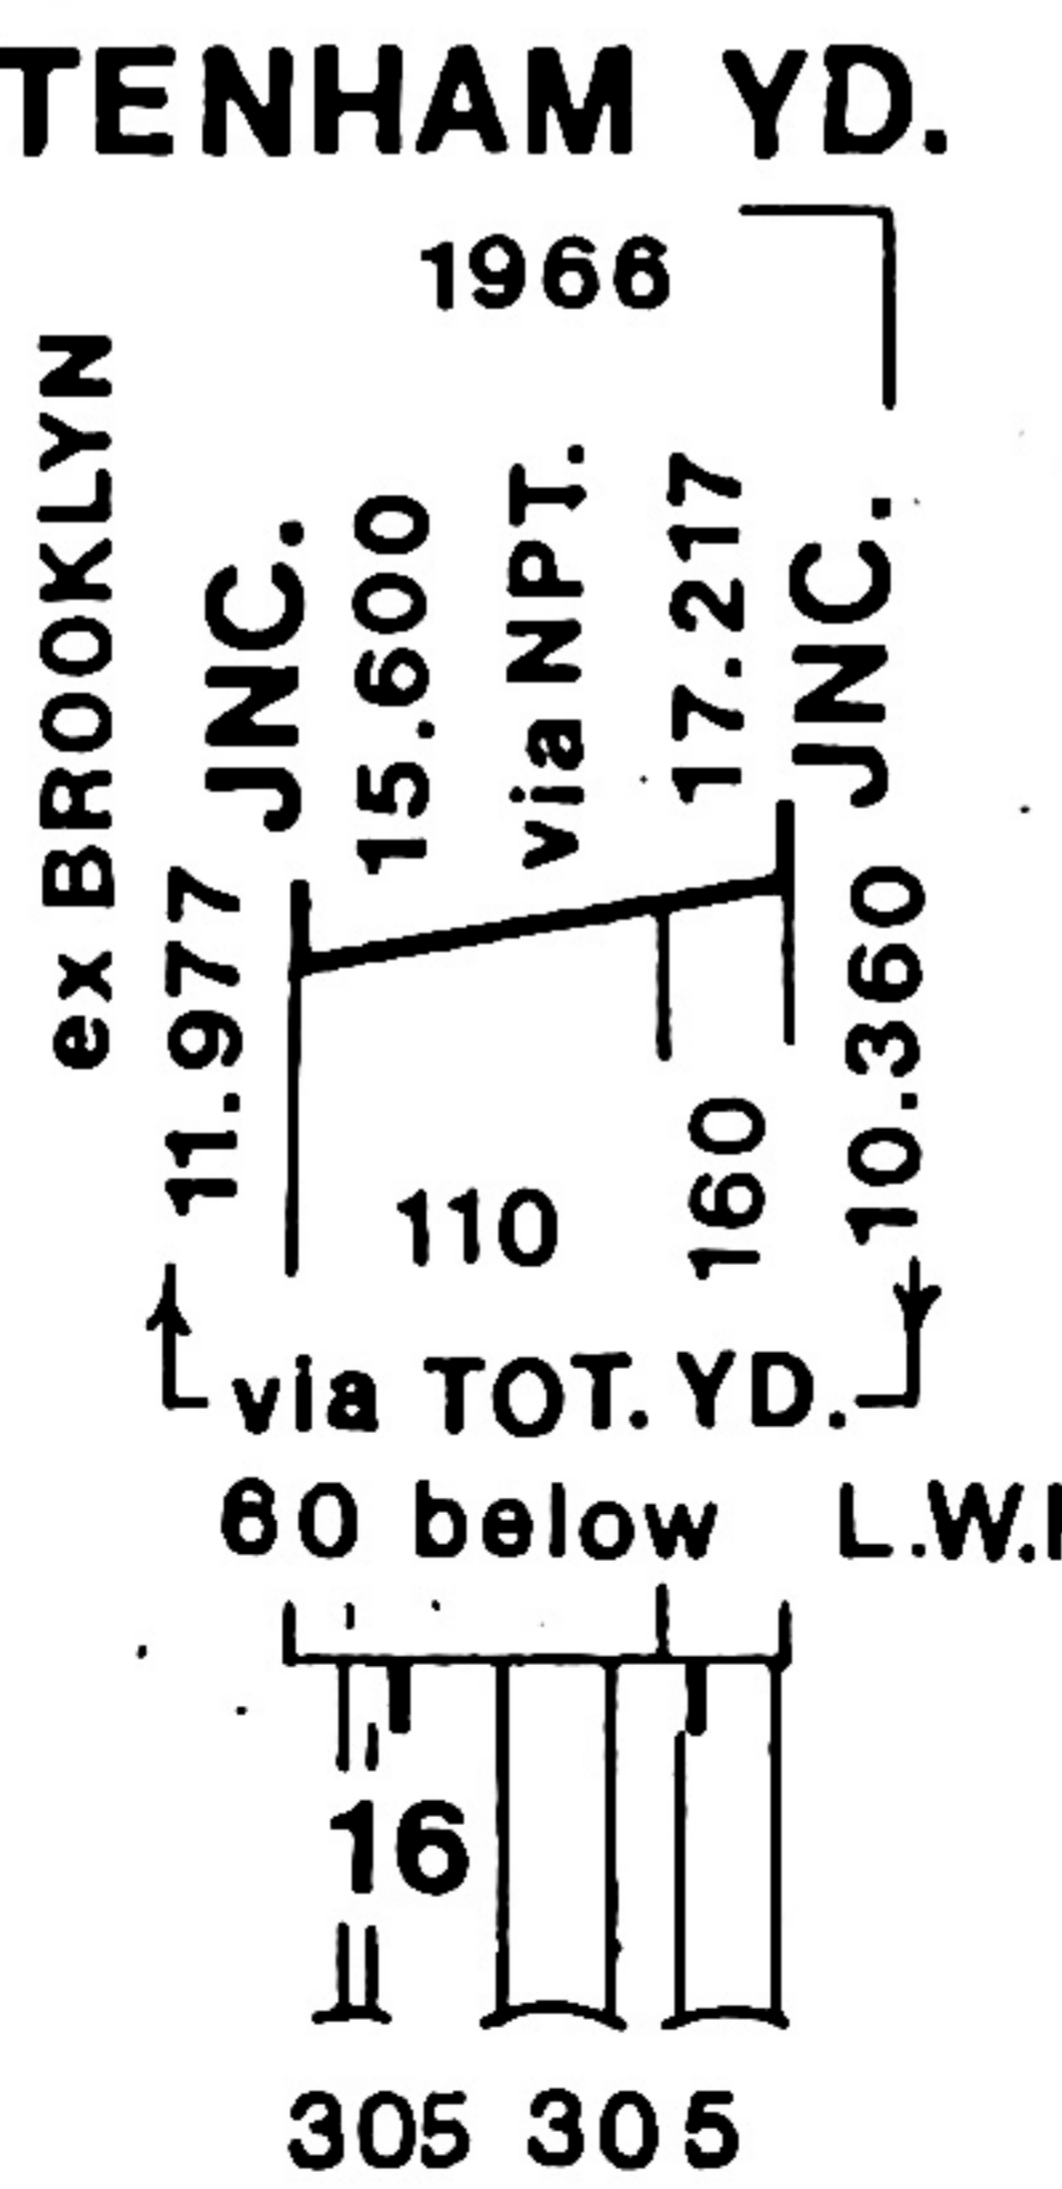 TENHAM YD.
1966
ex BROOKLYN
11.977
JNC.
15.600
via NPT.
17.217
JNC.
10.360
110
160
via TOT. YD.
60 below L.W.
16
305 305